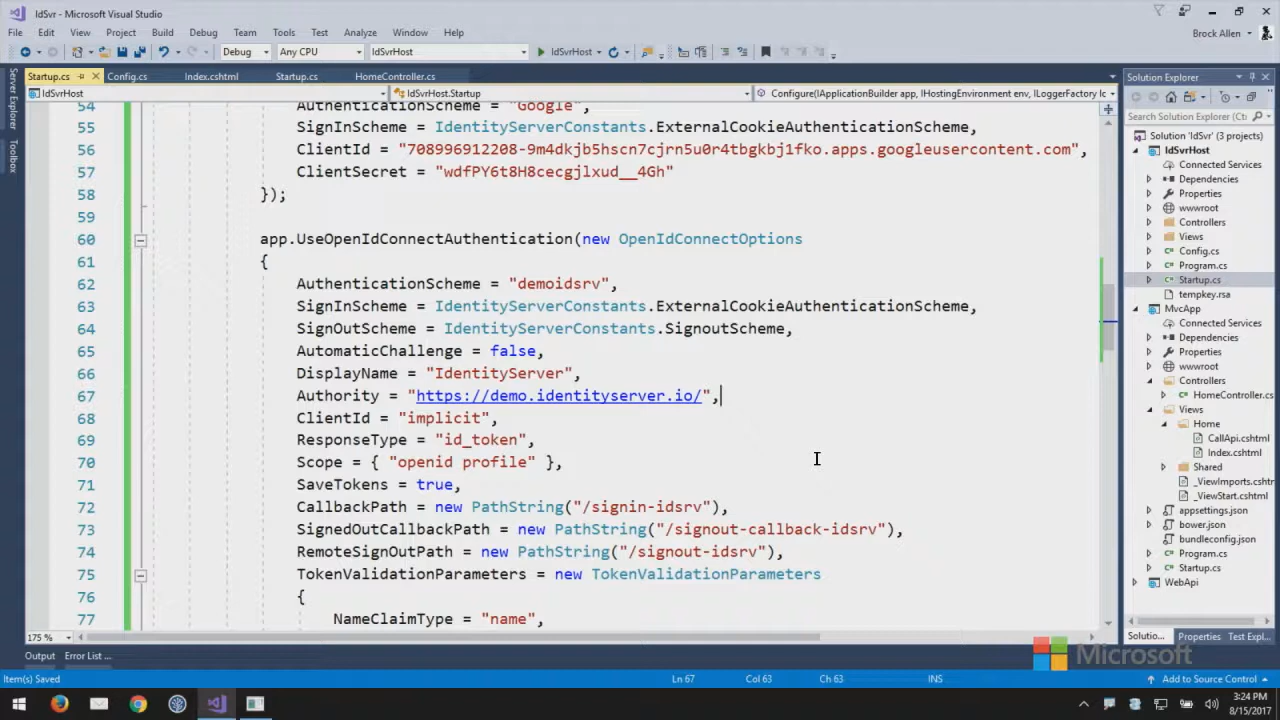 IdSvr - Microsoft Visual Studio
File Edit View Project Build Debug Team Tools Test Analyze Window Help
Brock Allen
Debug Any CPU IdSvrHost IdSvrHost
Startup.cs Config.cs Index.cshtml Startup.cs HomeController.cs
IdSvrHost IdSvrHost.Startup Configure(IApplicationBuilder app, IHostingEnvironment env, ILoggerFactory lc
Server Explorer
Toolbox
54 AuthenticationScheme = "Google",
55 SignInScheme = IdentityServerConstants.ExternalCookieAuthenticationScheme,
56 ClientId = "708996912208-9m4dkjb5hscn7cjrn5u0r4tbgkbj1fko.apps.googleusercontent.com",
57 ClientSecret = "wdfPY6t8H8cecgjlxud__4Gh"
58 });
59
60 app.UseOpenIdConnectAuthentication(new OpenIdConnectOptions
61 {
62 AuthenticationScheme = "demoidsrv",
63 SignInScheme = IdentityServerConstants.ExternalCookieAuthenticationScheme,
64 SignOutScheme = IdentityServerConstants.SignoutScheme,
65 AutomaticChallenge = false,
66 DisplayName = "IdentityServer",
67 Authority = "https://demo.identityserver.io/",
68 ClientId = "implicit",
69 ResponseType = "id_token",
70 Scope = { "openid profile" },
71 SaveTokens = true,
72 CallbackPath = new PathString("/signin-idsrv"),
73 SignedOutCallbackPath = new PathString("/signout-callback-idsrv"),
74 RemoteSignOutPath = new PathString("/signout-idsrv"),
75 TokenValidationParameters = new TokenValidationParameters
76 {
77 NameClaimType = "name",
175 %
Solution Explorer
Search Solution Explorer
Solution 'IdSvr' (3 projects)
IdSvrHost
Connected Services
Dependencies
Properties
wwwroot
Controllers
Views
Config.cs
Program.cs
Startup.cs
tempkey.rsa
MvcApp
Connected Services
Dependencies
Properties
wwwroot
Controllers
HomeController.cs
Views
Home
CallApi.cshtml
Index.cshtml
Shared
_ViewImports.cshtml
_ViewStart.cshtml
appsettings.json
bower.json
bundleconfig.json
Program.cs
Startup.cs
WebApi
Solutio... Properties Test Expl...
Output Error List ...
Microsoft
Item(s) Saved Ln 67 Col 63 Ch 63 INS Add to Source Control
3:24 PM
8/15/2017